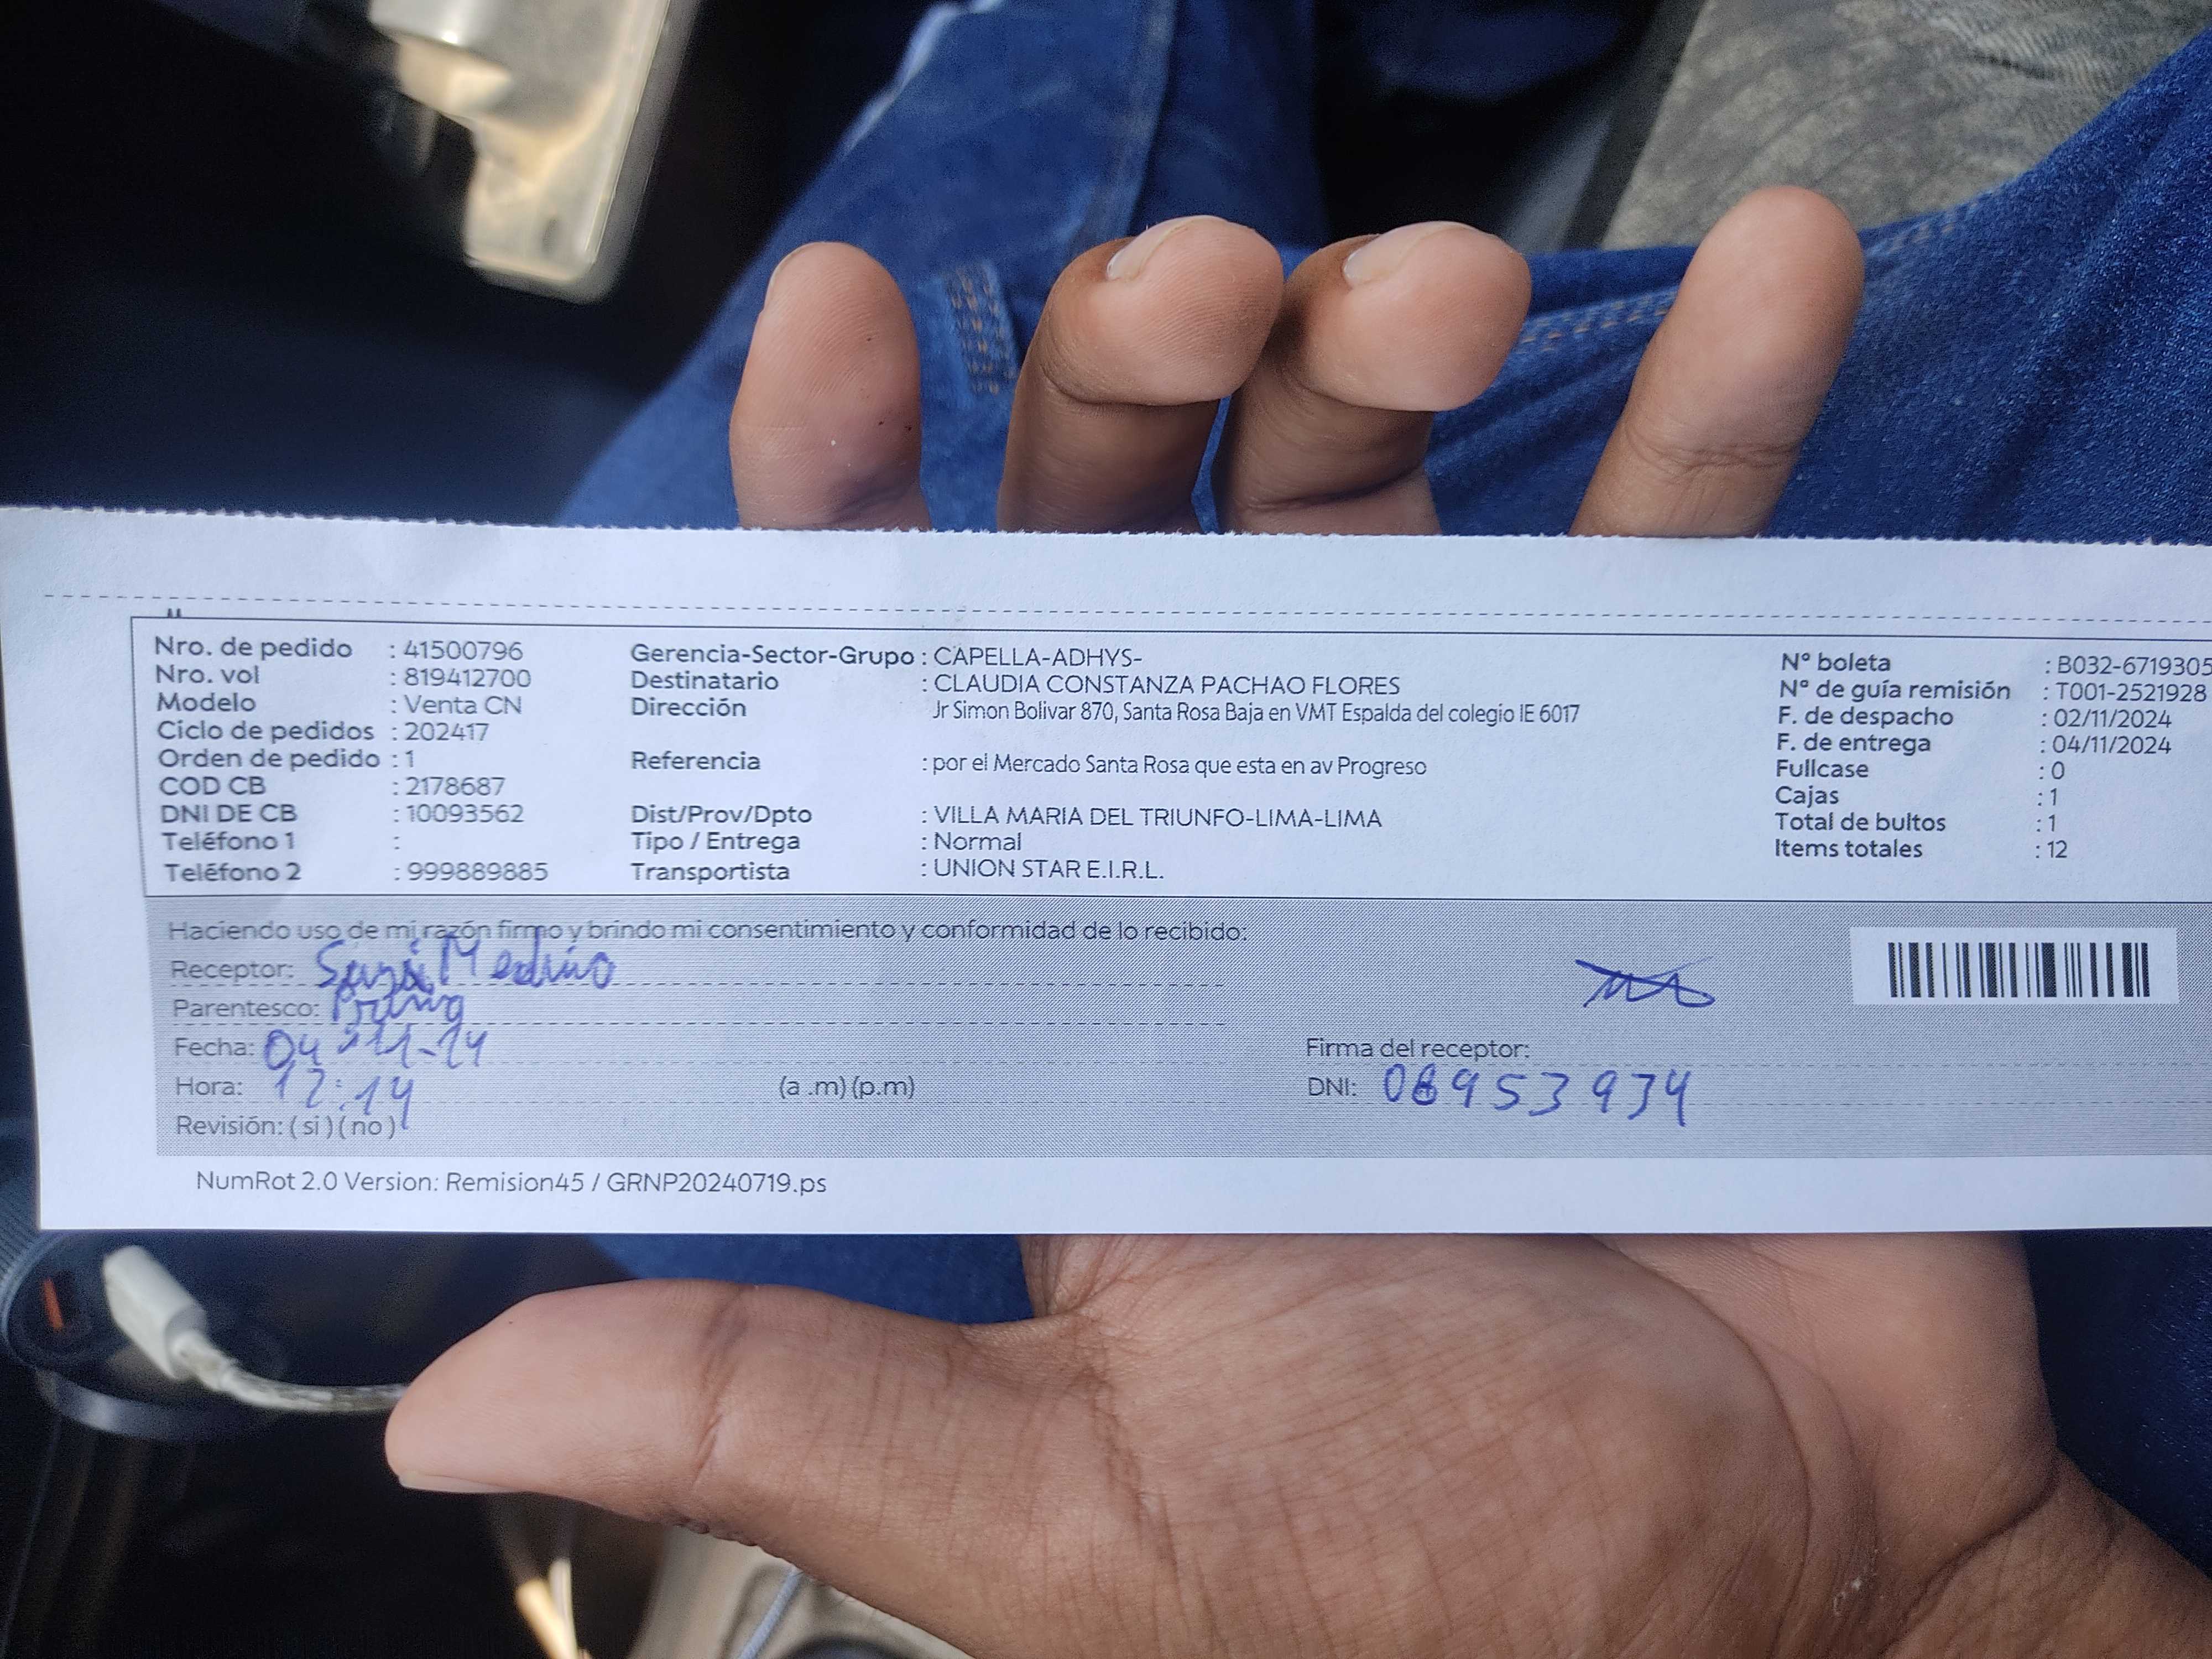 Nro. de pedido : 41500796
Nro. vol : 819412700
Modelo : Venta CN
Ciclo de pedidos : 202417
Orden de pedido : 1
COD CB : 2178687
DNI DE CB : 10093562
Teléfono 1 :
Teléfono 2 : 999889885
Gerencia-Sector-Grupo : CAPELLA-ADHYS-
Destinatario : CLAUDIA CONSTANZA PACHAO FLORES
Dirección Jr Simon Bolivar 870, Santa Rosa Baja en VMT Espalda del colegio IE 6017
Referencia : por el Mercado Santa Rosa que esta en av Progreso
Dist/Prov/Dpto : VILLA MARIA DEL TRIUNFO-LIMA-LIMA
Tipo / Entrega : Normal
Transportista : UNION STAR E.I.R.L.
N° boleta : B032-6719305
N° de guía remisión : T001-2521928
F. de despacho : 02/11/2024
F. de entrega : 04/11/2024
Fullcase : 0
Cajas : 1
Total de bultos : 1
Items totales : 12
Haciendo uso de mi razón firmo y brindo mi consentimiento y conformidad de lo recibido:
Receptor:
Parentesco:
Fecha: 04-11-24
Hora: 12:14 (a .m) (p.m)
Revisión: ( si ) ( no )
Firma del receptor:
DNI: 06953934
NumRot 2.0 Version: Remision45 / GRNP20240719.ps